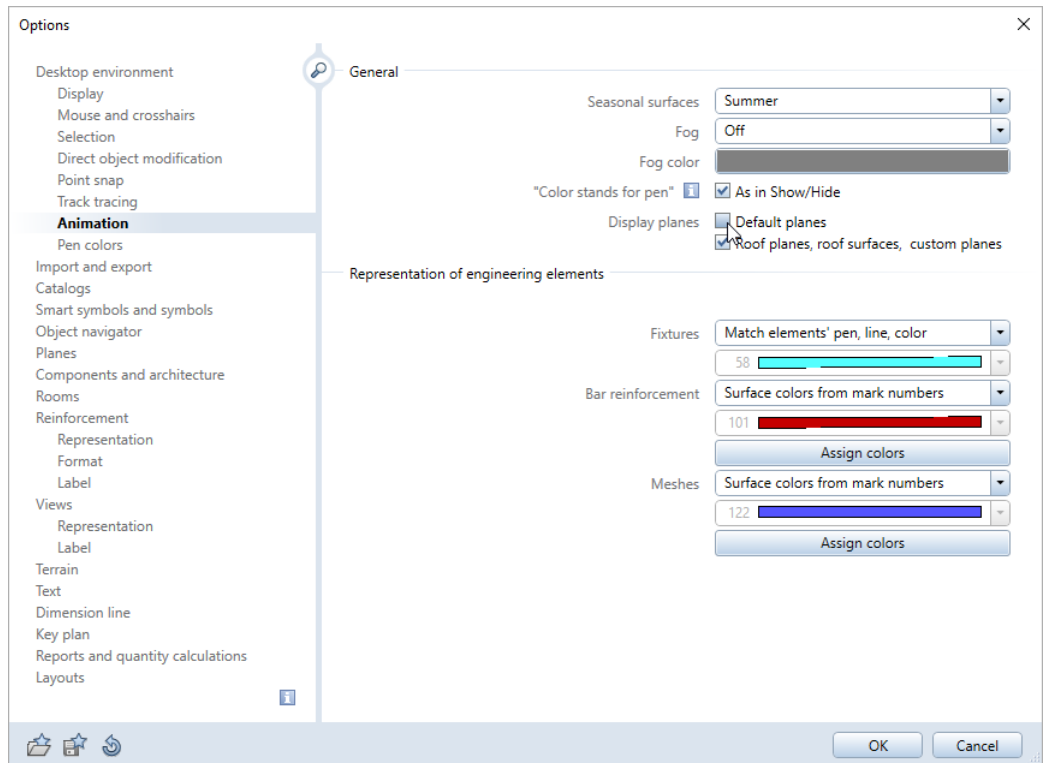 Options
Desktop environment
Display
Mouse and crosshairs
Selection
Direct object modification
Point snap
Track tracing
Animation
Pen colors
Import and export
Catalogs
Smart symbols and symbols
Object navigator
Planes
Components and architecture
Rooms
Reinforcement
Representation
Format
Label
Views
Representation
Label
Terrain
Text
Dimension line
Key plan
Reports and quantity calculations
Layouts
General
Seasonal surfaces Summer
Fog Off
Fog color
"Color stands for pen" As in Show/Hide
Display planes Default planes
Roof planes, roof surfaces, custom planes
Representation of engineering elements
Fixtures Match elements' pen, line, color
58
Bar reinforcement Surface colors from mark numbers
101
Assign colors
Meshes Surface colors from mark numbers
122
Assign colors
OK Cancel